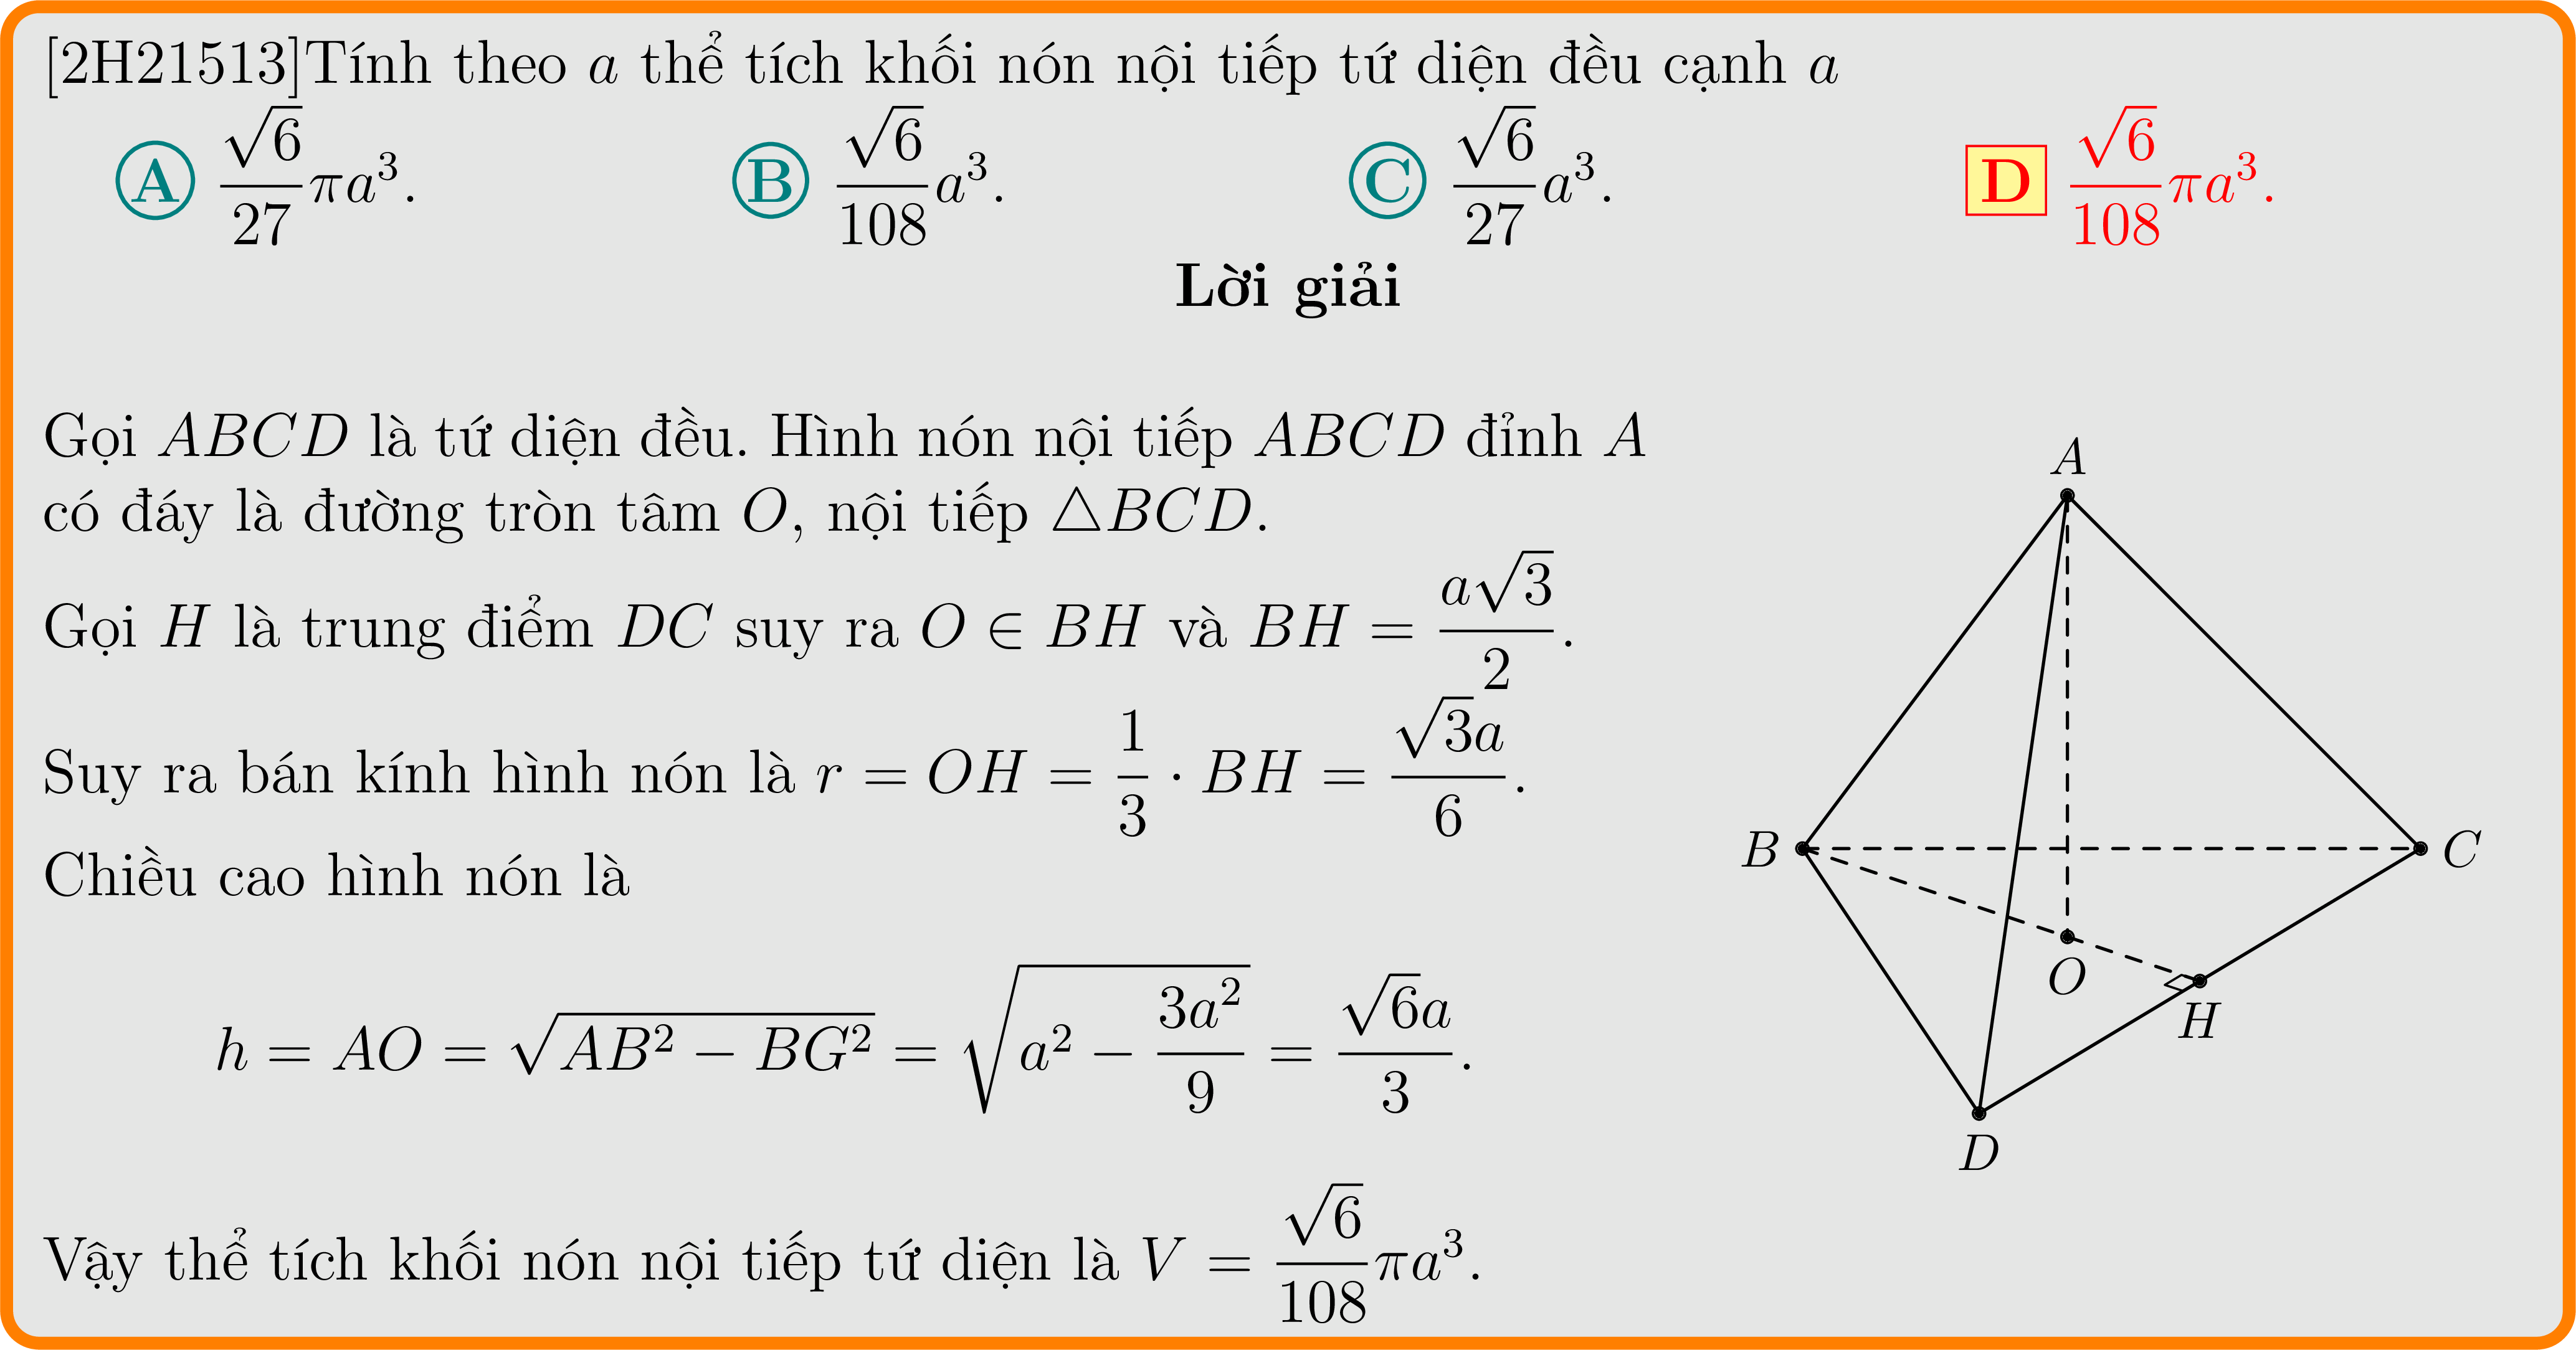 [2H21513]Tính theo a thể tích khối nón nội tiếp tứ diện đều cạnh a
A $\frac{\sqrt{6}}{27}\pi a^3$. B $\frac{\sqrt{6}}{108}a^3$. C $\frac{\sqrt{6}}{27}a^3$. D $\frac{\sqrt{6}}{108}\pi a^3$.
Lời giải
Gọi ABCD là tứ diện đều. Hình nón nội tiếp ABCD đỉnh A
có đáy là đường tròn tâm O, nội tiếp △BCD.
Gọi H là trung điểm DC suy ra O ∈ BH và $BH = \frac{a\sqrt{3}}{2}$.
Suy ra bán kính hình nón là $r = OH = \frac{1}{3} \cdot BH = \frac{\sqrt{3}a}{6}$.
Chiều cao hình nón là
$h = AO = \sqrt{AB^2 - BG^2} = \sqrt{a^2 - \frac{3a^2}{9}} = \frac{\sqrt{6}a}{3}$.
Vậy thể tích khối nón nội tiếp tứ diện là $V = \frac{\sqrt{6}}{108}\pi a^3$.
A
B
C
O
H
D